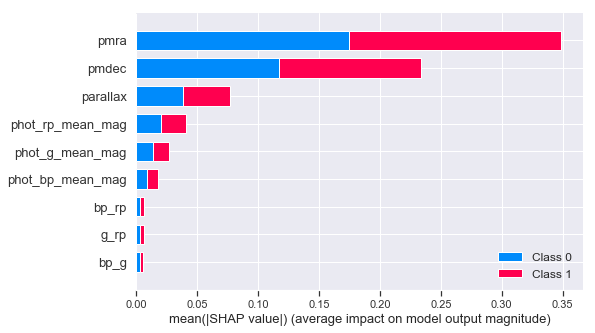 pmra
pmdec
parallax
phot_rp_mean_mag
phot_g_mean_mag
phot_bp_mean_mag
bp_rp
g_rp
bp_g
Class 0
Class 1
0.00 0.05 0.10 0.15 0.20 0.25 0.30 0.35
mean(|SHAP value|) (average impact on model output magnitude)